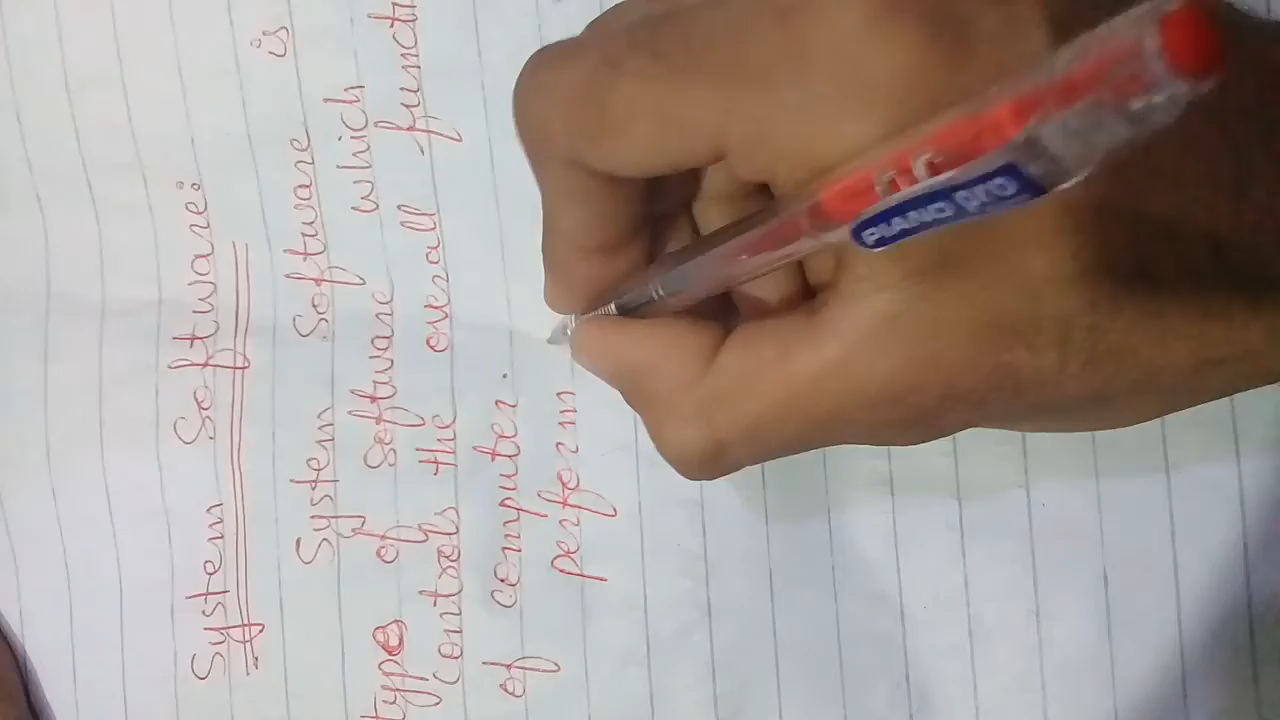 System Software:
System Software is
type of software which
controls the overall functi
of computer.
perform
PIANO pro